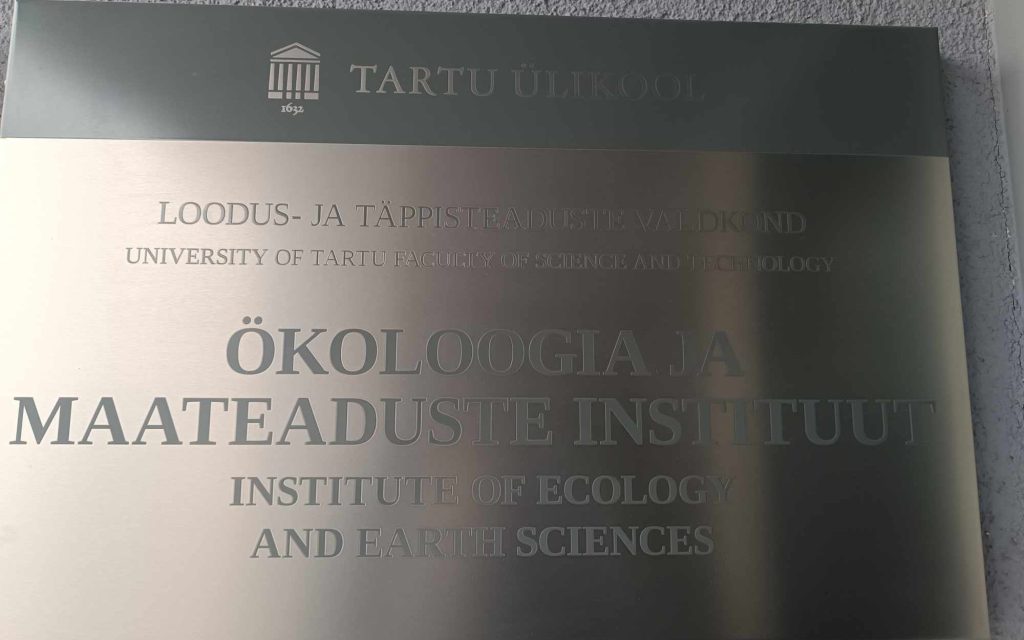 1632
TARTU ÜLIKOOL
LOODUS- JA TÄPPISTEADUSTE VALDKOND
UNIVERSITY OF TARTU FACULTY OF SCIENCE AND TECHNOLOGY
ÖKOLOOGIA JA
MAATEADUSTE INSTITUUT
INSTITUTE OF ECOLOGY
AND EARTH SCIENCES